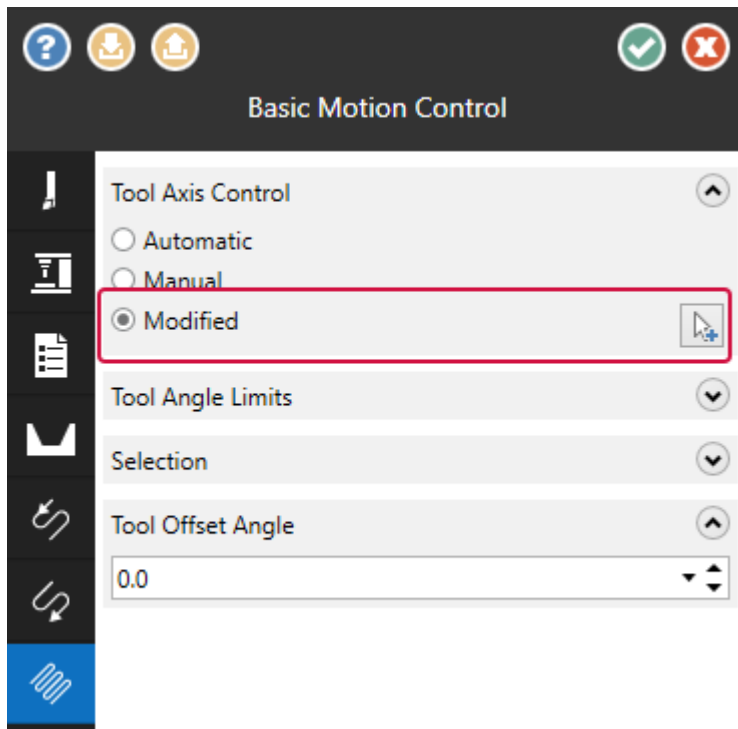 Basic Motion Control
Tool Axis Control
Automatic
Manual
Modified
Tool Angle Limits
Selection
Tool Offset Angle
0.0